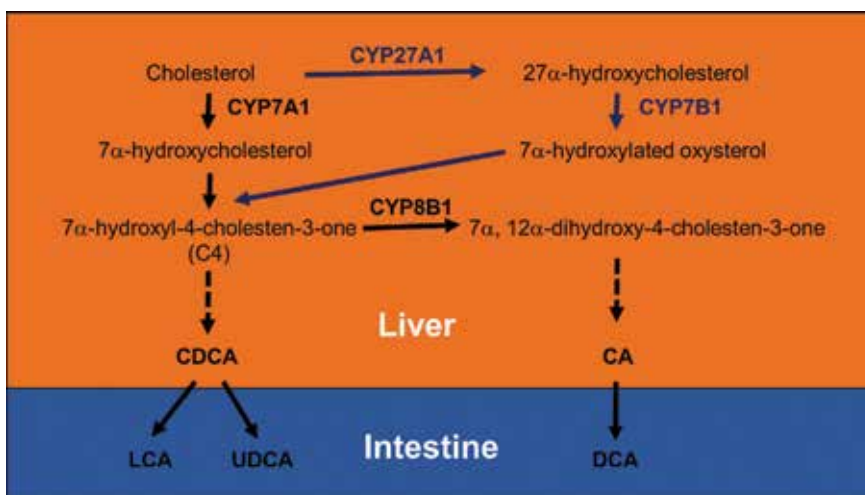 CYP27A1
Cholesterol
27α-hydroxycholesterol
CYP7A1
CYP7B1
7α-hydroxycholesterol
7α-hydroxylated oxysterol
CYP8B1
7α-hydroxyl-4-cholesten-3-one
7α, 12α-dihydroxy-4-cholesten-3-one
(C4)
Liver
CDCA
CA
Intestine
LCA
UDCA
DCA